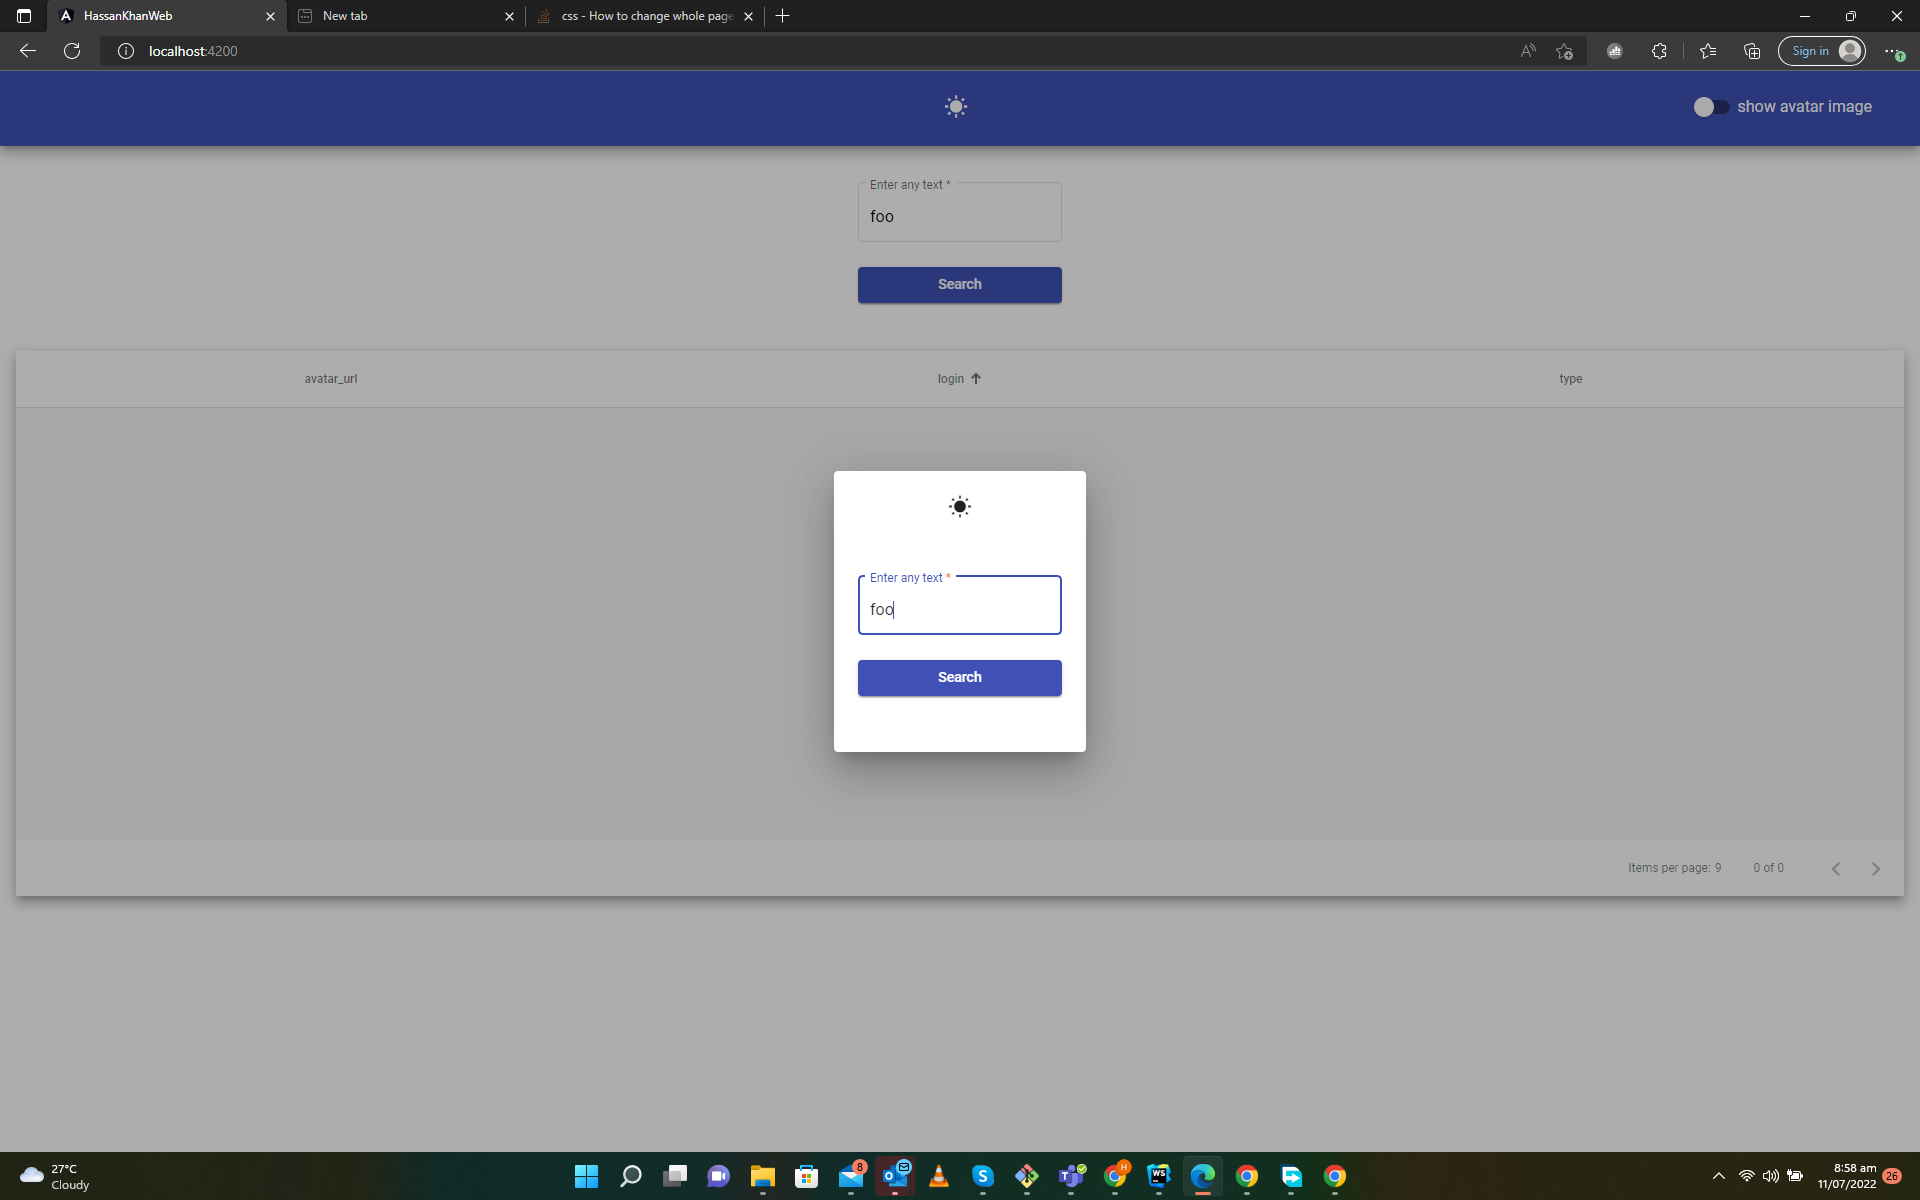 HassanKhanWeb
New tab
css - How to change whole page
localhost:4200
Sign in
show avatar image
Enter any text *
foo
Search
avatar_url
login
type
Enter any text *
foo
Search
Items per page: 9
0 of 0
27°C
Cloudy
8
H
WS
8:58 am
11/07/2022
26